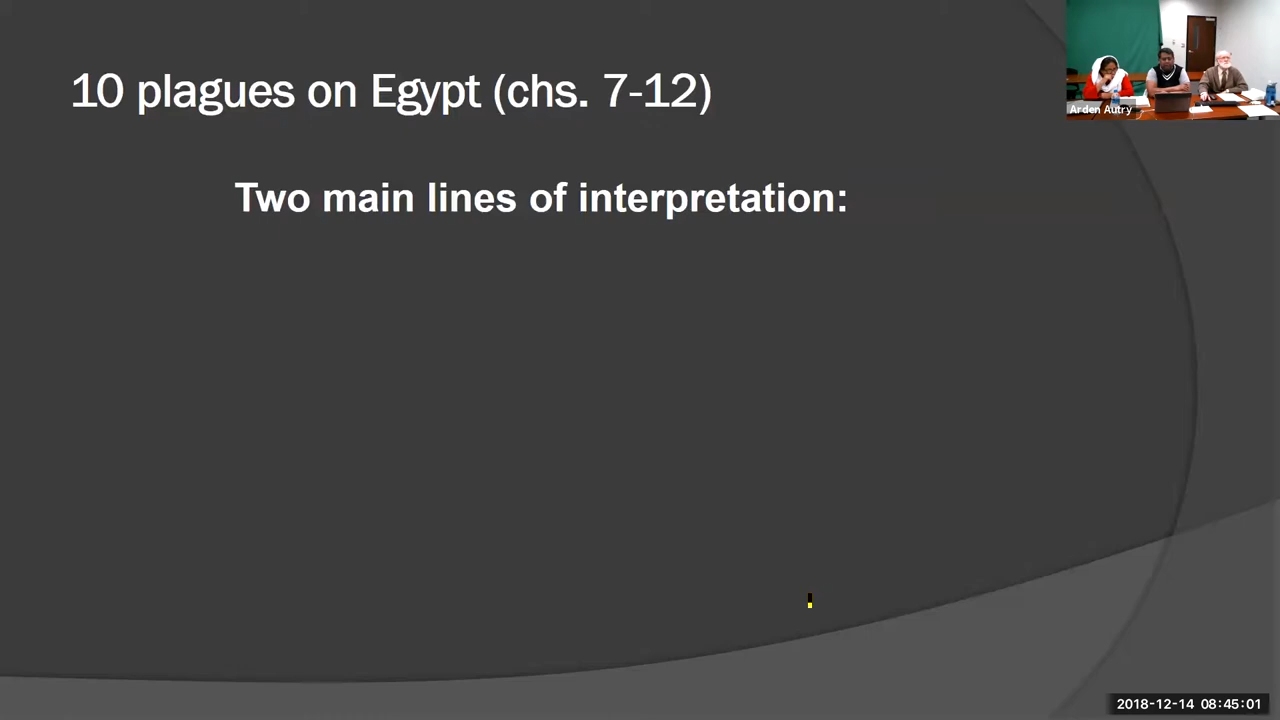 10 plagues on Egypt (chs. 7-12)
Arden Autry
Two main lines of interpretation:
2018-12-14 08:45:01